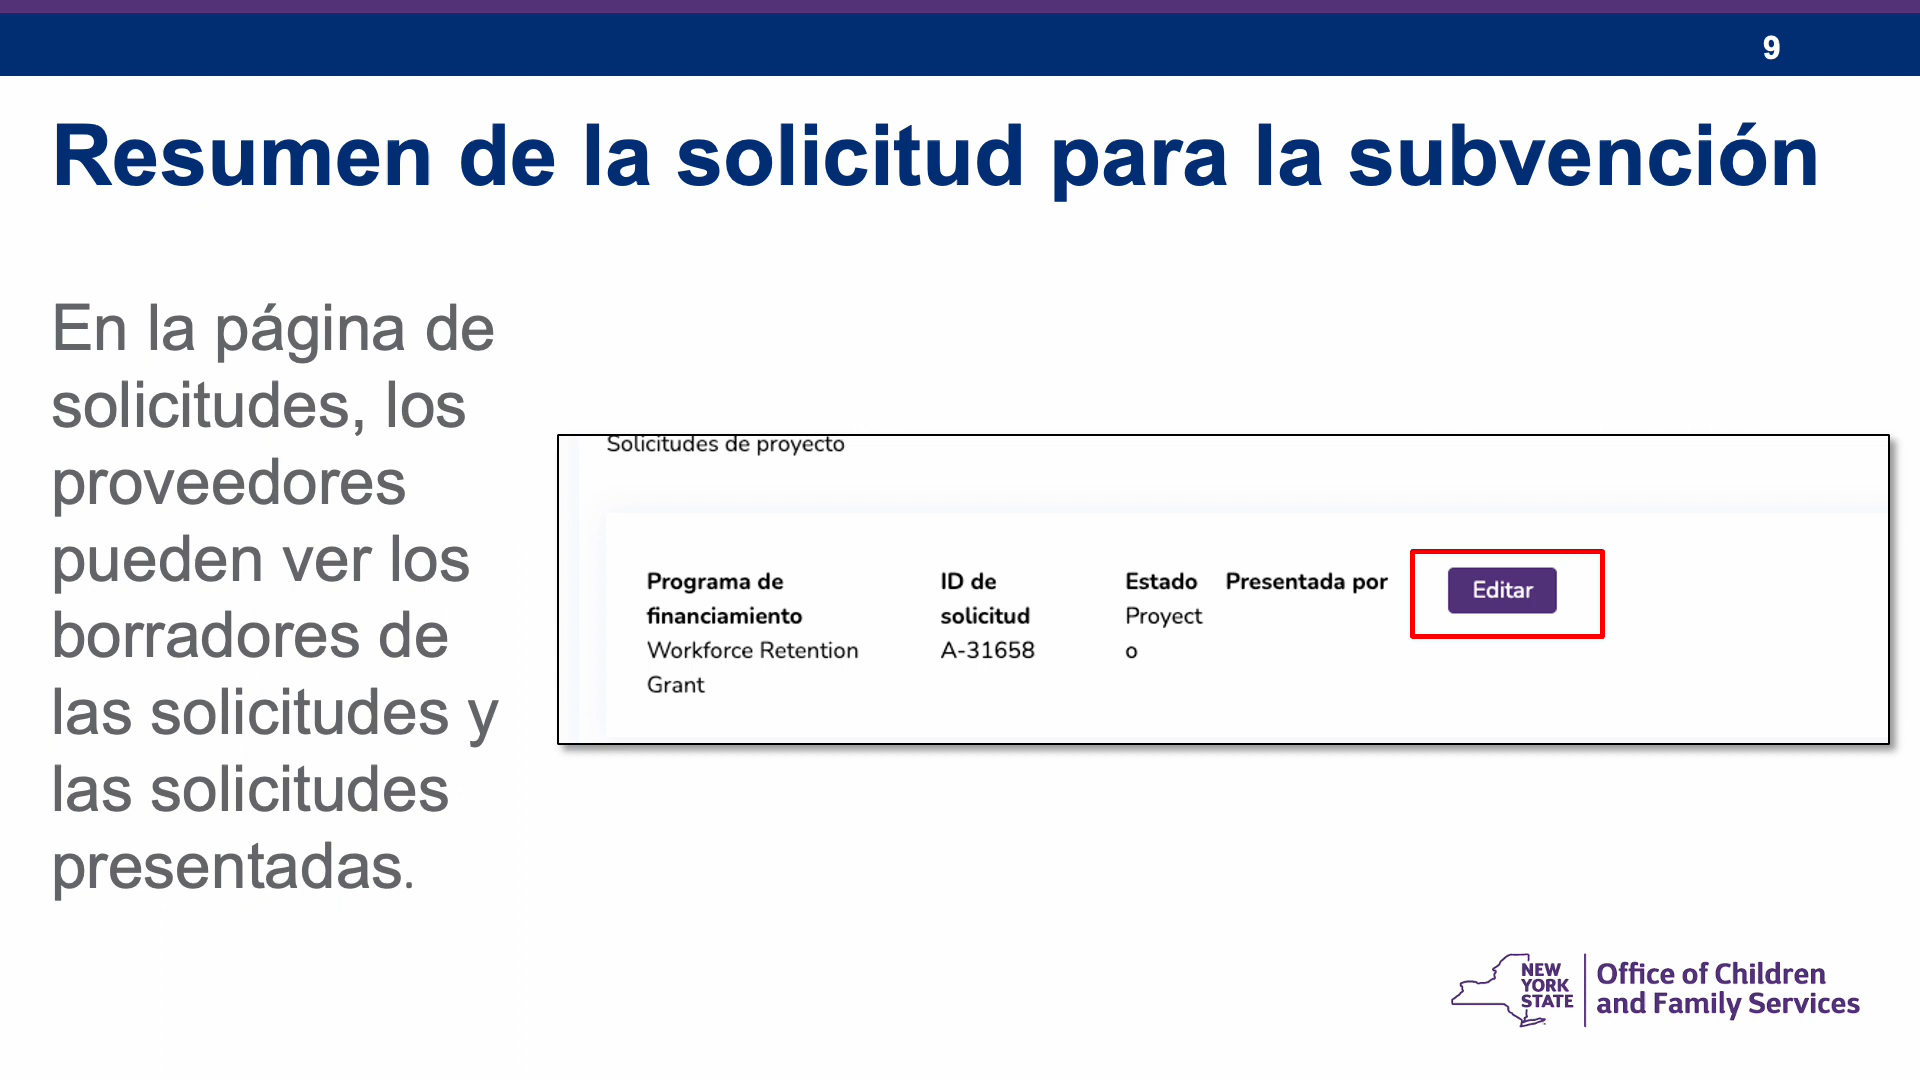 9
Resumen de la solicitud para la subvención
En la página de
solicitudes, los
proveedores
pueden ver los
borradores de
las solicitudes y
las solicitudes
presentadas.
Solicitudes de proyecto
Programa de
financiamiento
Workforce Retention
Grant
ID de
solicitud
A-31658
Estado
Proyect
o
Presentada por
Editar
NEW
YORK
STATE
Office of Children
and Family Services